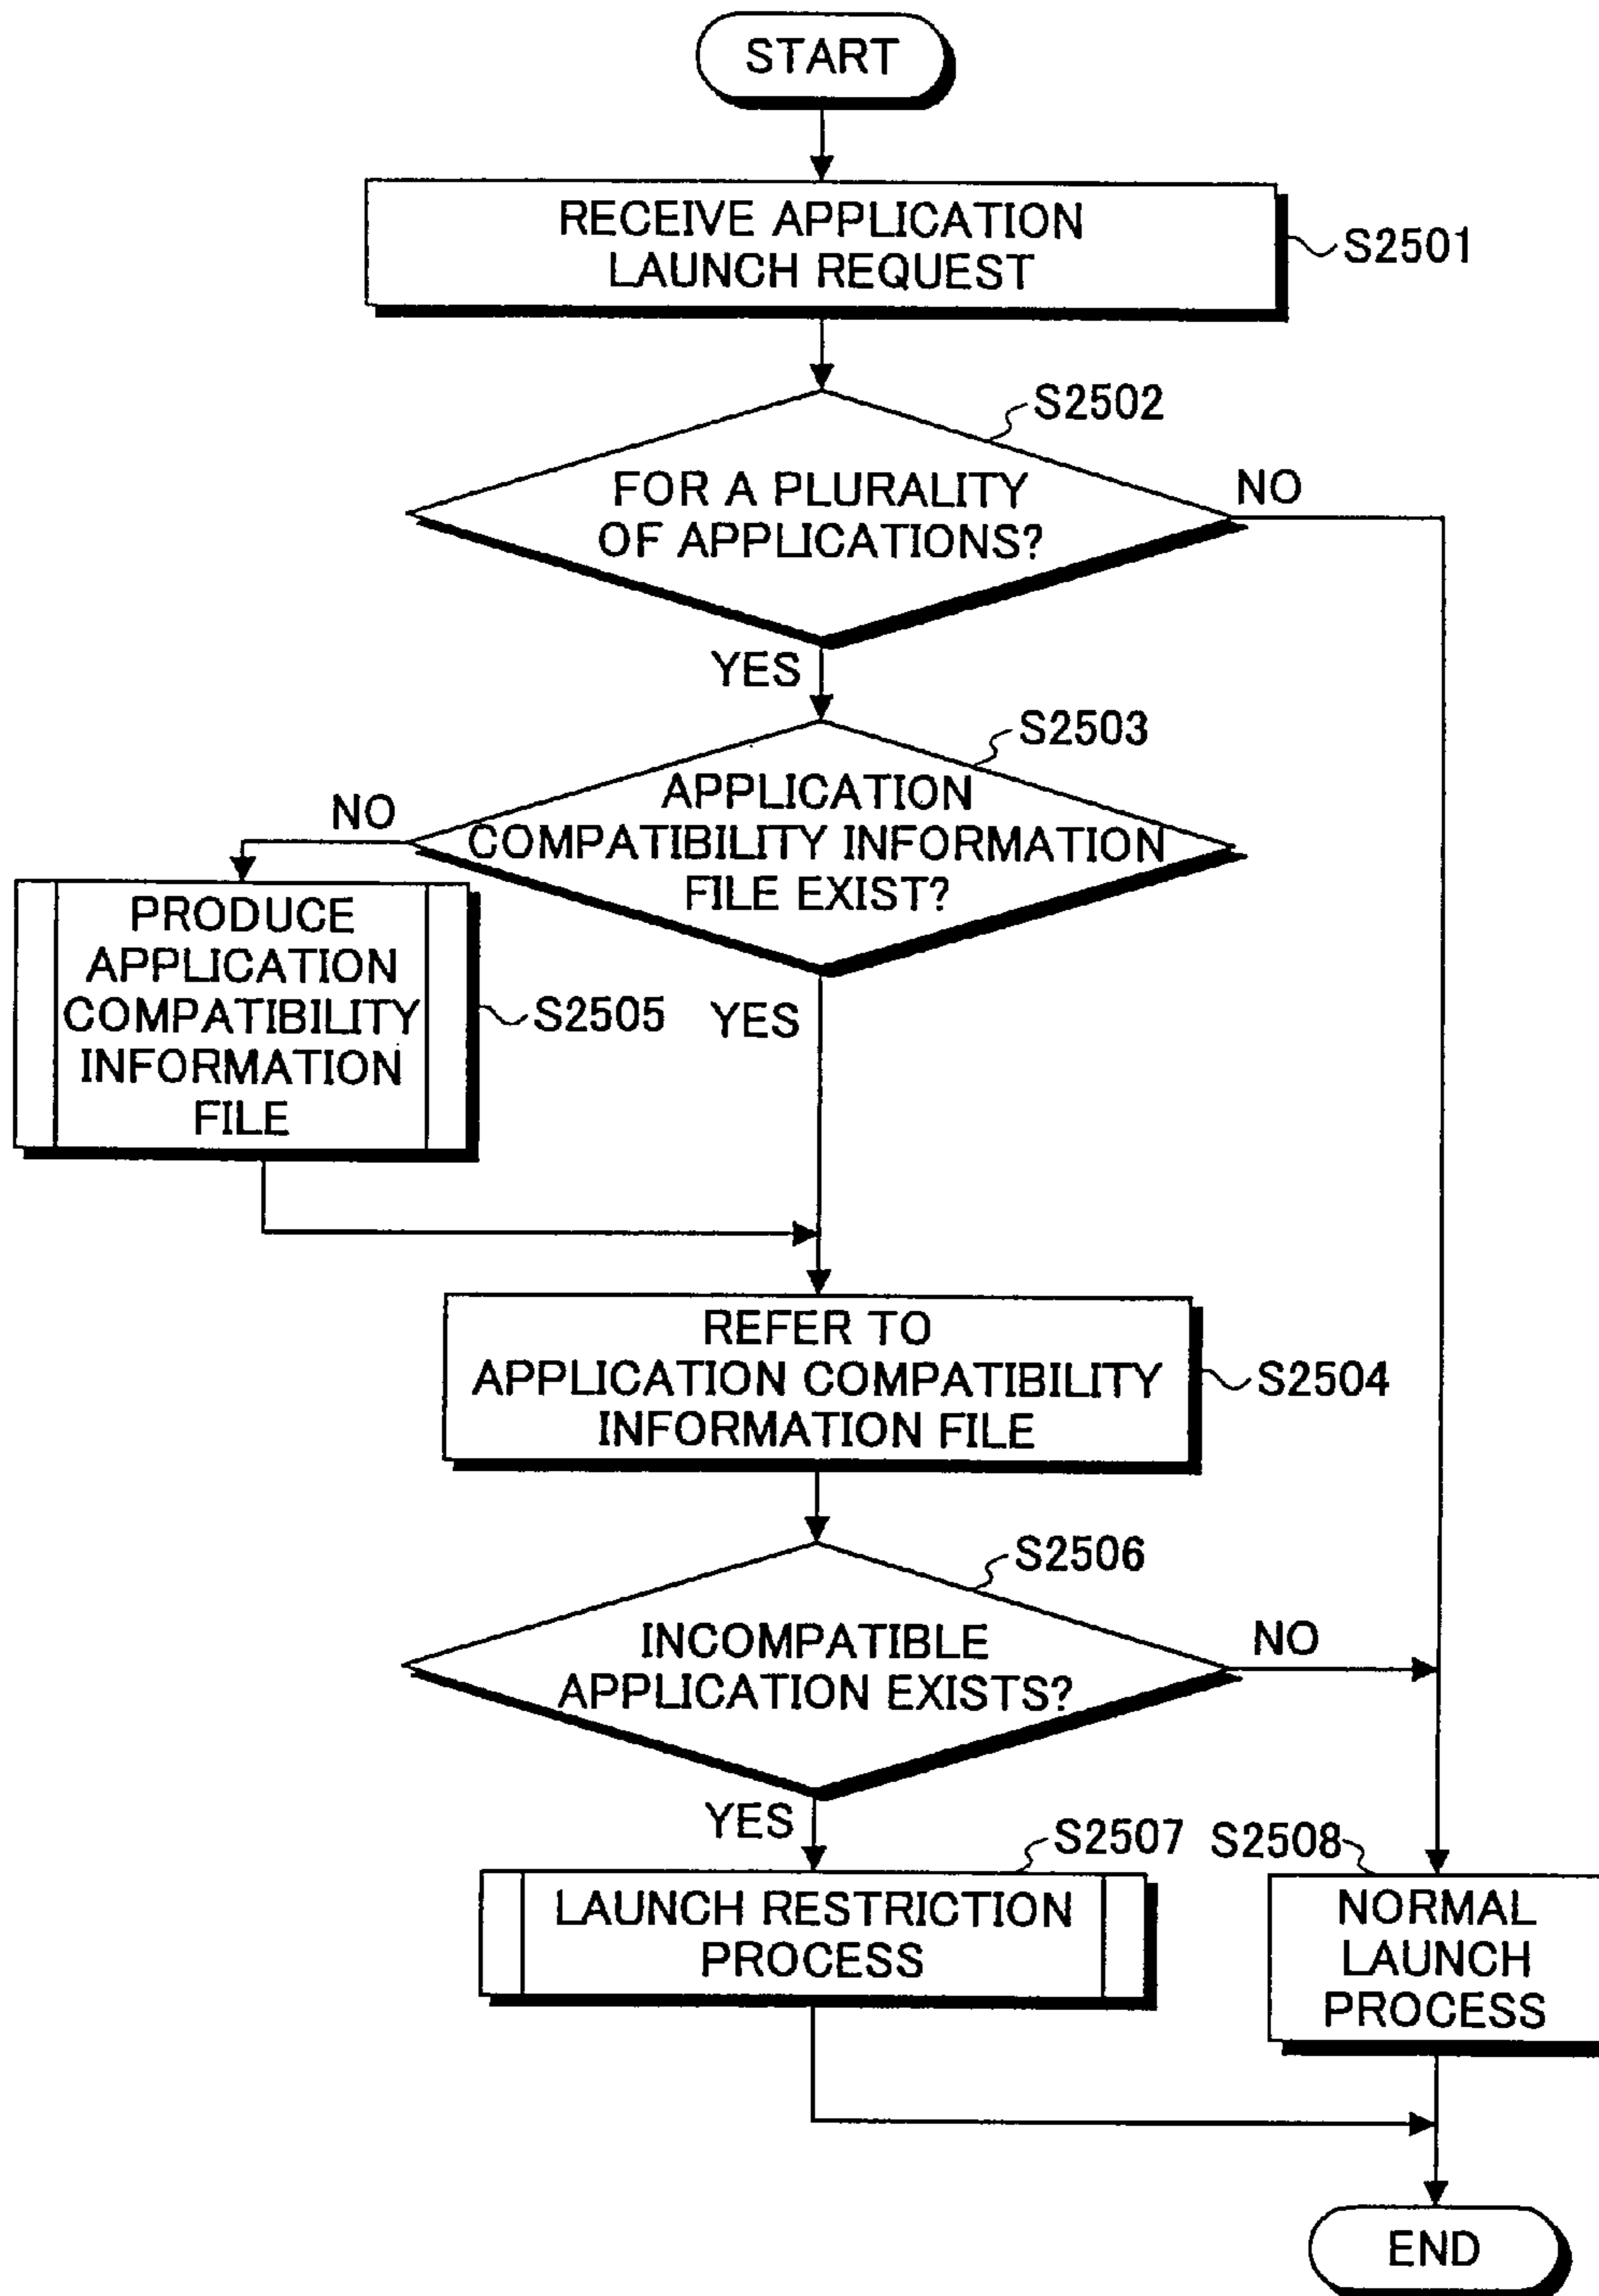 START
RECEIVE APPLICATION
LAUNCH REQUEST
S2501
S2502
FOR A PLURALITY
OF APPLICATIONS?
NO
YES
S2503
APPLICATION
COMPATIBILITY INFORMATION
FILE EXIST?
NO
YES
PRODUCE
APPLICATION
COMPATIBILITY
INFORMATION
FILE
S2505
REFER TO
APPLICATION COMPATIBILITY
INFORMATION FILE
S2504
S2506
INCOMPATIBLE
APPLICATION EXISTS?
NO
YES
S2507
LAUNCH RESTRICTION
PROCESS
S2508
NORMAL
LAUNCH
PROCESS
END